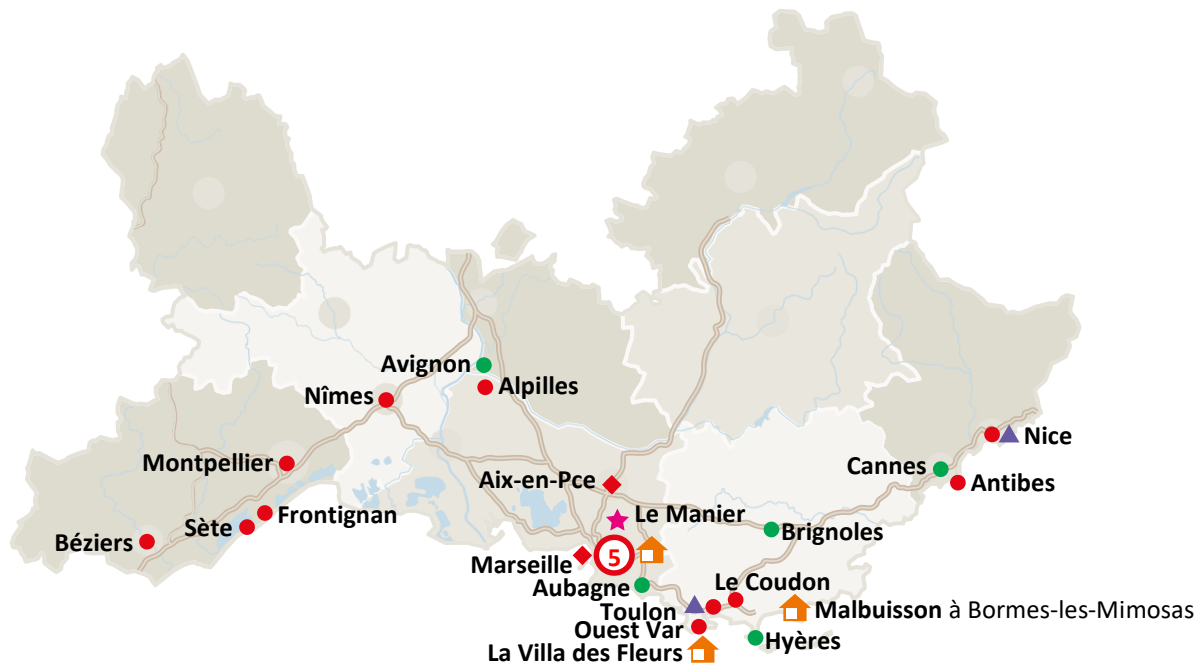 Avignon
Alpilles
Nîmes
Nice
Montpellier
Cannes
Aix-en-Pce
Antibes
Le Manier
Frontignan
Sète
Brignoles
Béziers
5
Marseille
Aubagne
Le Coudon
Toulon
Malbuisson à Bormes-les-Mimosas
Ouest Var
Hyères
La Villa des Fleurs